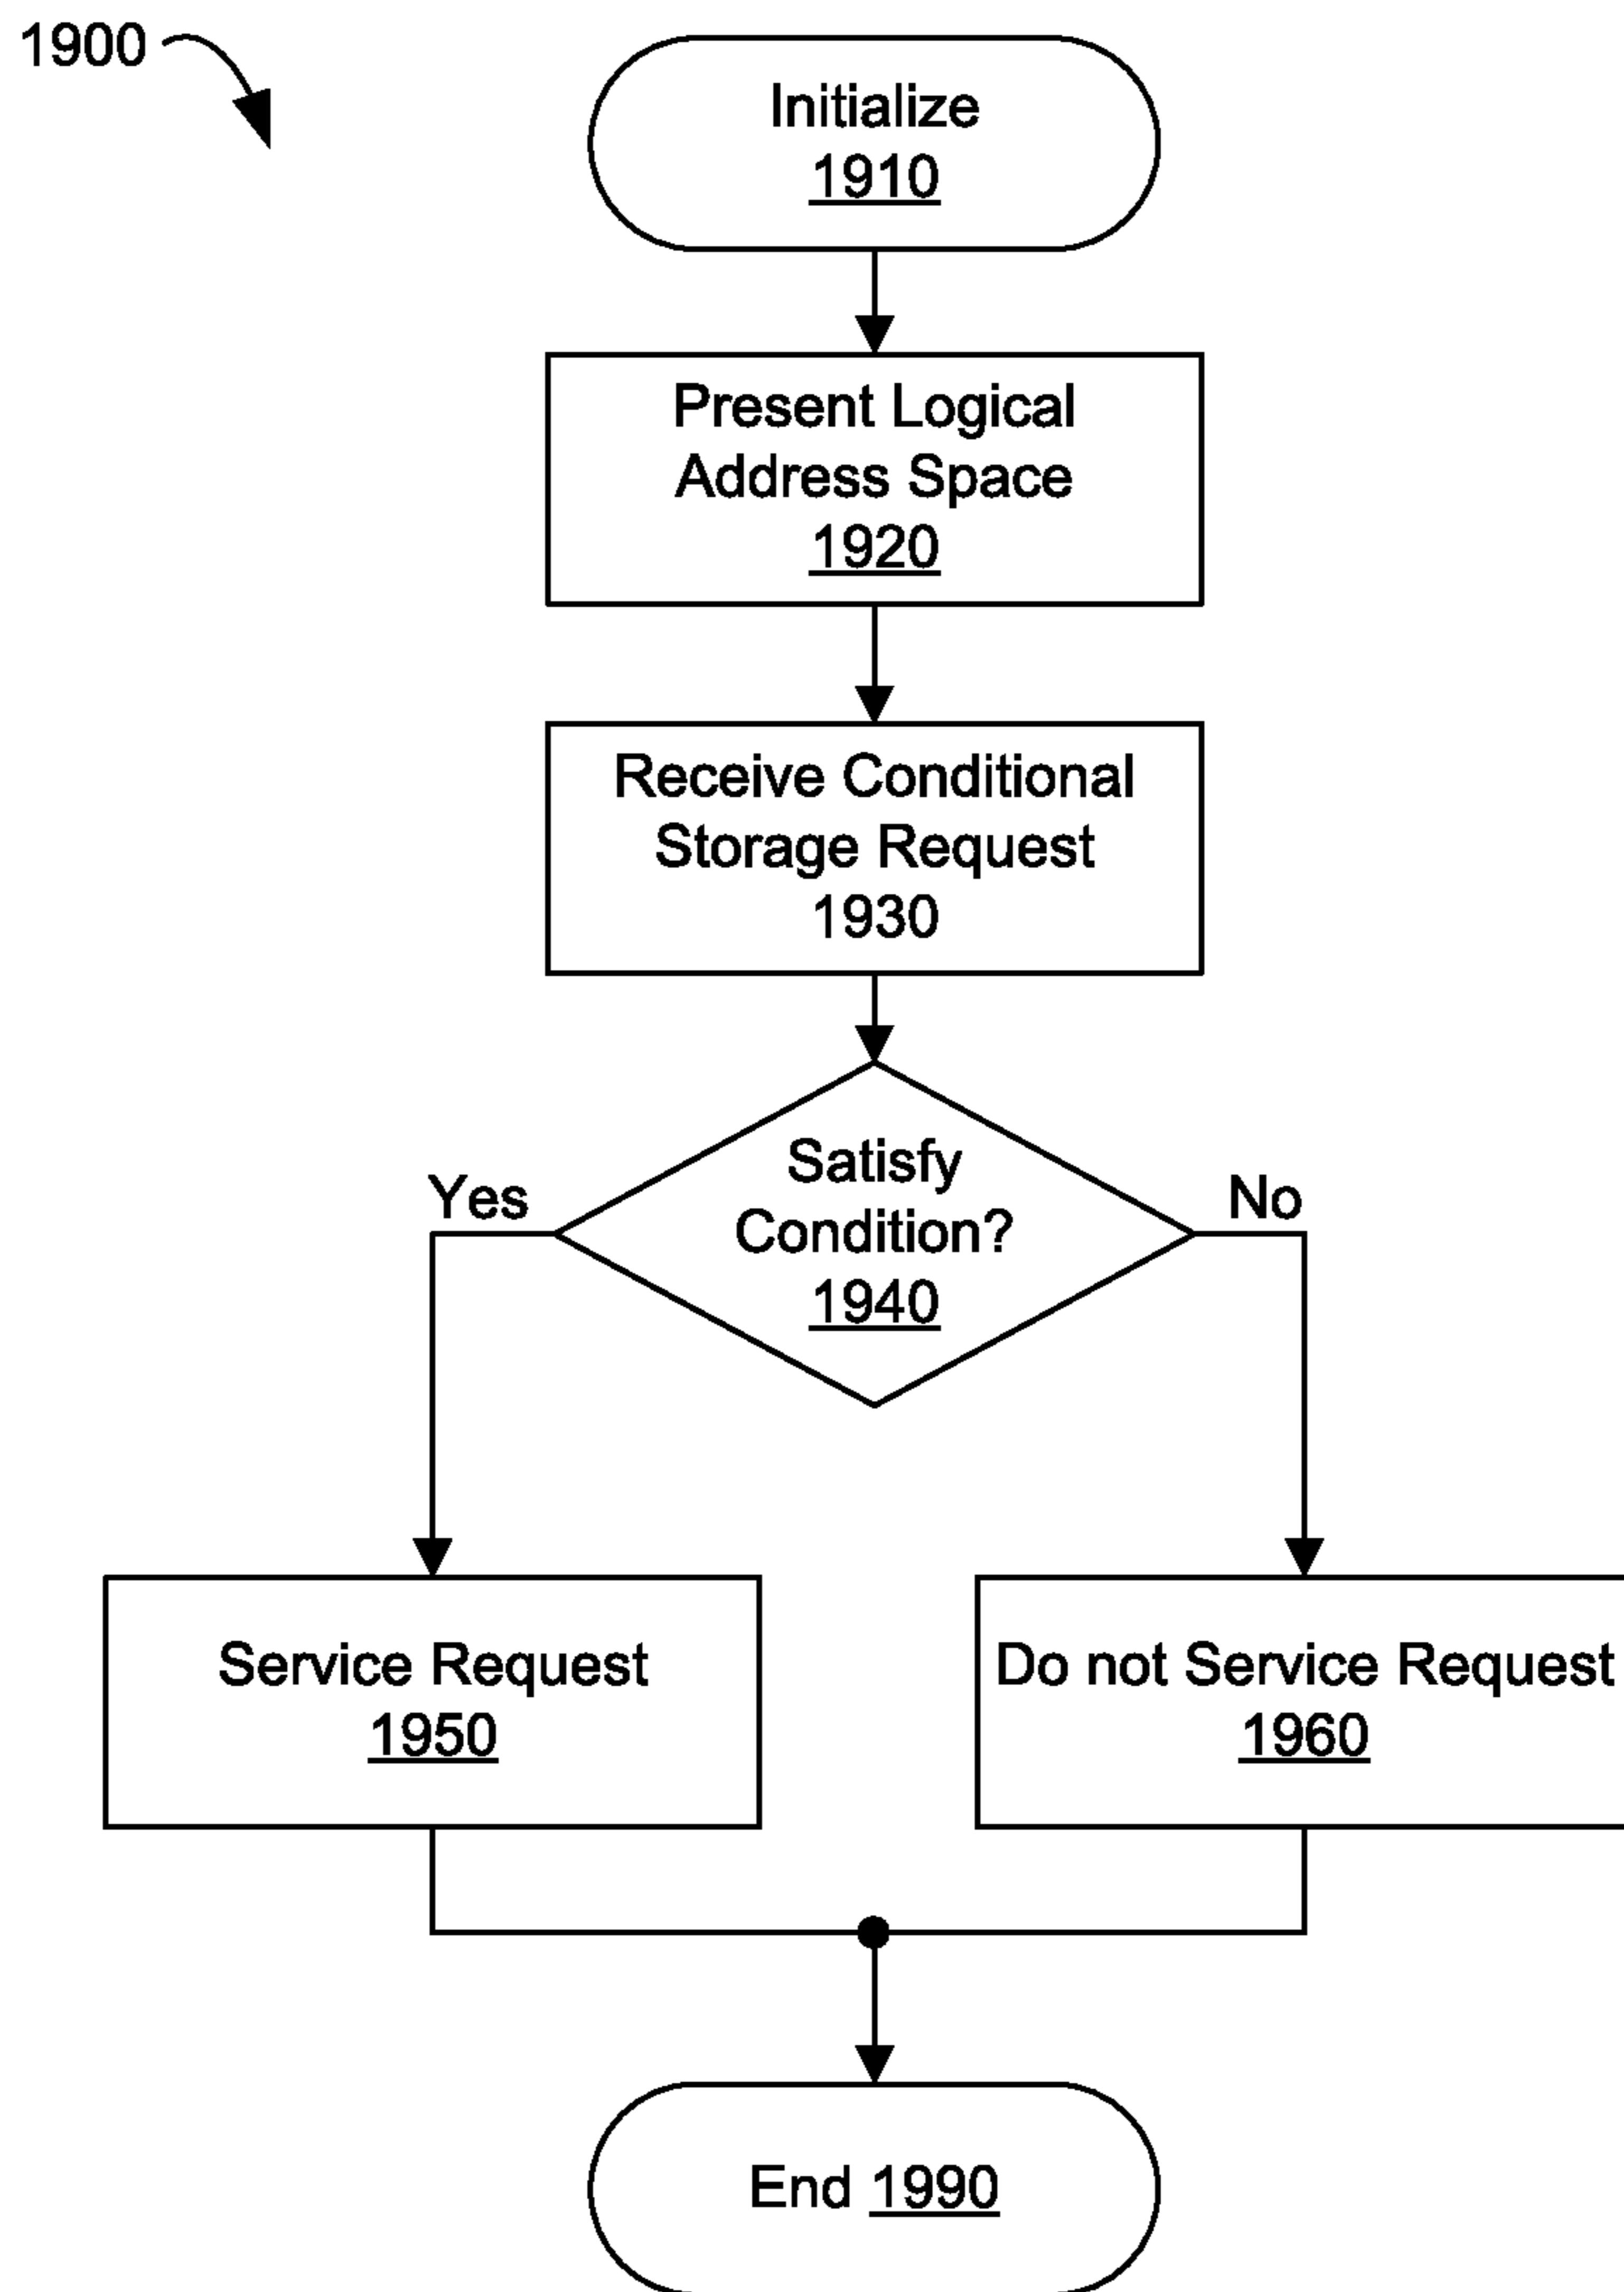 1900
Initialize
1910
Present Logical
Address Space
1920
Receive Conditional
Storage Request
1930
Satisfy
Condition?
1940
Yes
No
Service Request
1950
Do not Service Request
1960
End 1990